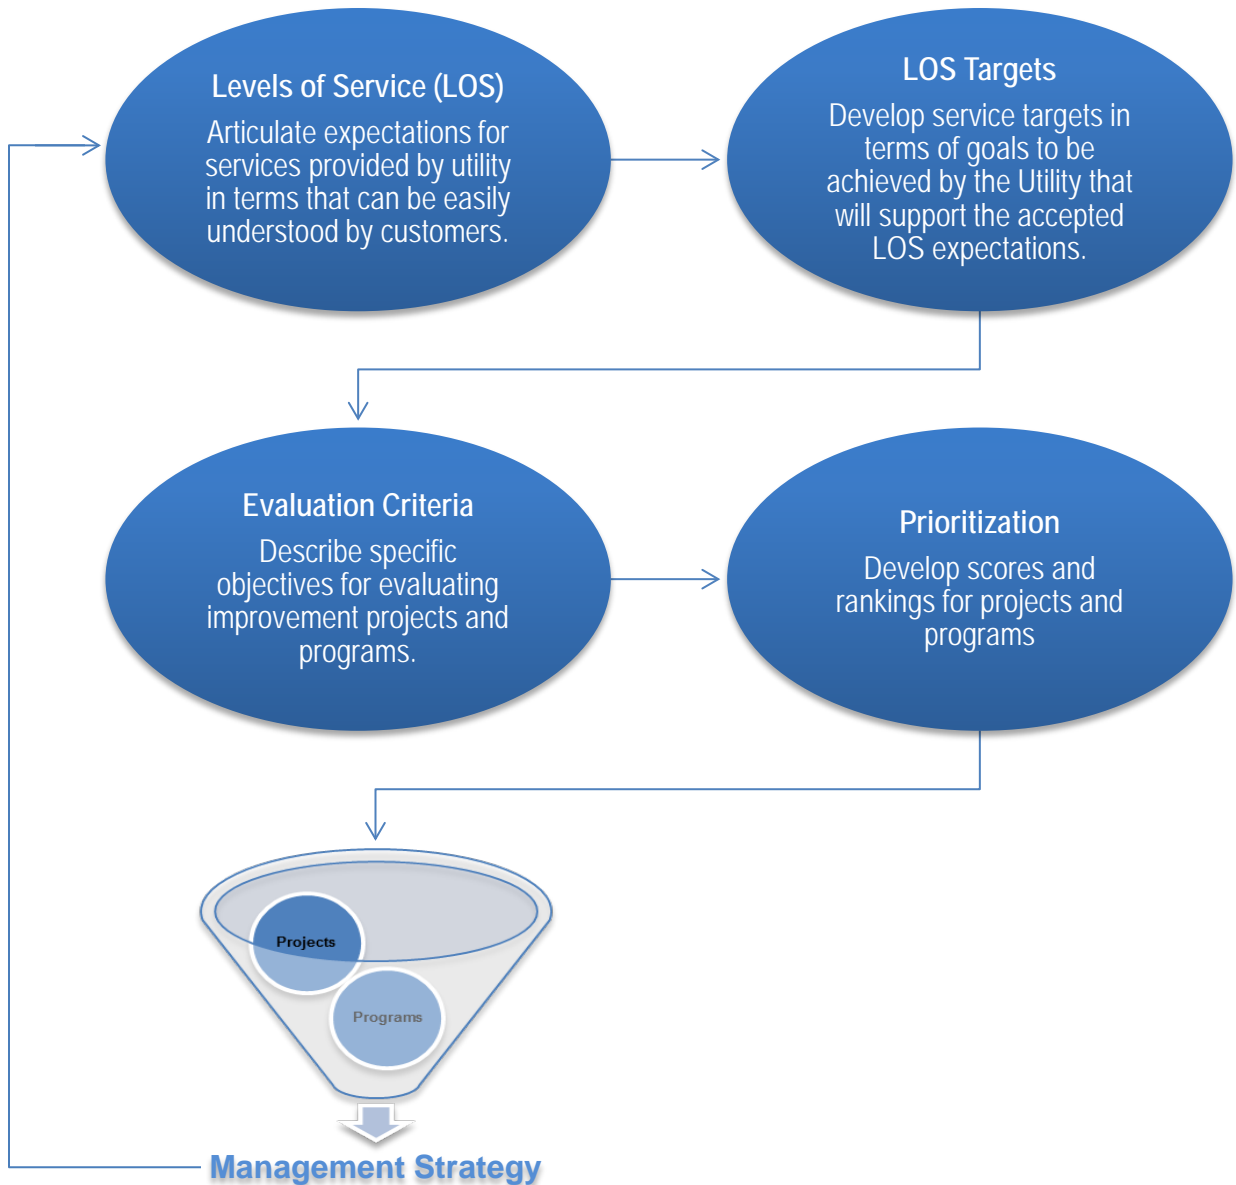 Levels of Service (LOS)
Articulate expectations for
services provided by utility
in terms that can be easily
understood by customers.
LOS Targets
Develop service targets in
terms of goals to be
achieved by the Utility that
will support the accepted
LOS expectations.
Evaluation Criteria
Describe specific
objectives for evaluating
improvement projects and
programs.
Prioritization
Develop scores and
rankings for projects and
programs
Projects
Programs
Management Strategy